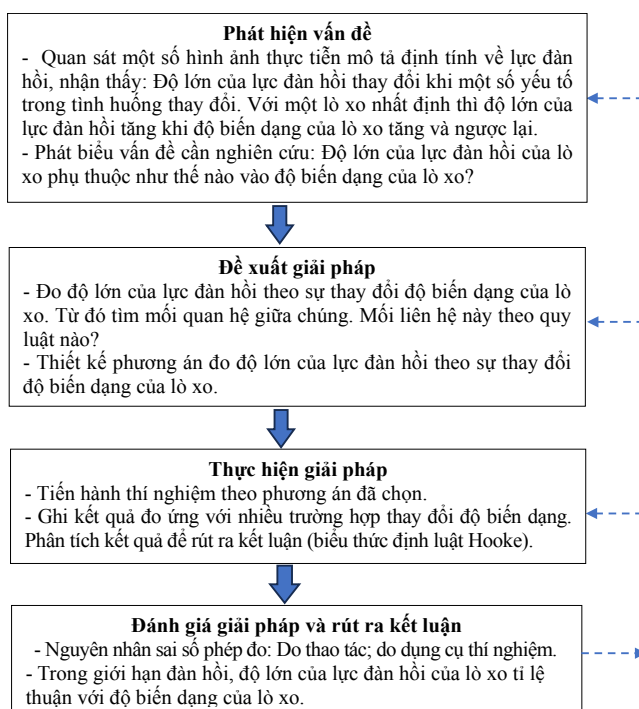 Phát hiện vấn đề
- Quan sát một số hình ảnh thực tiễn mô tả định tính về lực đàn
hồi, nhận thấy: Độ lớn của lực đàn hồi thay đổi khi một số yếu tố
trong tình huống thay đổi. Với một lò xo nhất định thì độ lớn của
lực đàn hồi tăng khi độ biến dạng của lò xo tăng và ngược lại.
- Phát biểu vấn đề cần nghiên cứu: Độ lớn của lực đàn hồi của lò
xo phụ thuộc như thế nào vào độ biến dạng của lò xo?
Đề xuất giải pháp
- Đo độ lớn của lực đàn hồi theo sự thay đổi độ biến dạng của lò
xo. Từ đó tìm mối quan hệ giữa chúng. Mối liên hệ này theo quy
luật nào?
- Thiết kế phương án đo độ lớn của lực đàn hồi theo sự thay đổi
độ biến dạng của lò xo.
Thực hiện giải pháp
- Tiến hành thí nghiệm theo phương án đã chọn.
- Ghi kết quả đo ứng với nhiều trường hợp thay đổi độ biến dạng.
Phân tích kết quả để rút ra kết luận (biểu thức định luật Hooke).
Đánh giá giải pháp và rút ra kết luận
- Nguyên nhân sai số phép đo: Do thao tác; do dụng cụ thí nghiệm.
- Trong giới hạn đàn hồi, độ lớn của lực đàn hồi của lò xo tỉ lệ
thuận với độ biến dạng của lò xo.